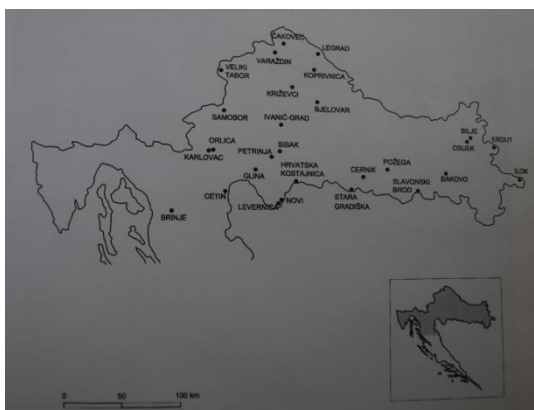 ČAKOVEC
LEGRAD
VARAŽDIN
VELIKI
TABOR
KOPRIVNICA
KRIŽEVCI
BJELOVAR
SAMOBOR
IVANIĆ-GRAD
ORLICA
KARLOVAC
PETRINJA
SISAK
BILJE
OSIJEK
ERDUT
GLINA
HRVATSKA
KOSTAJNICA
ČERNIK
POŽEGA
ILOK
CETIN
SLAVONSKI
BROD
ĐAKOVO
BRINJE
LEVERNICA
NOVI
STARA
GRADIŠKA
0
50
100 km